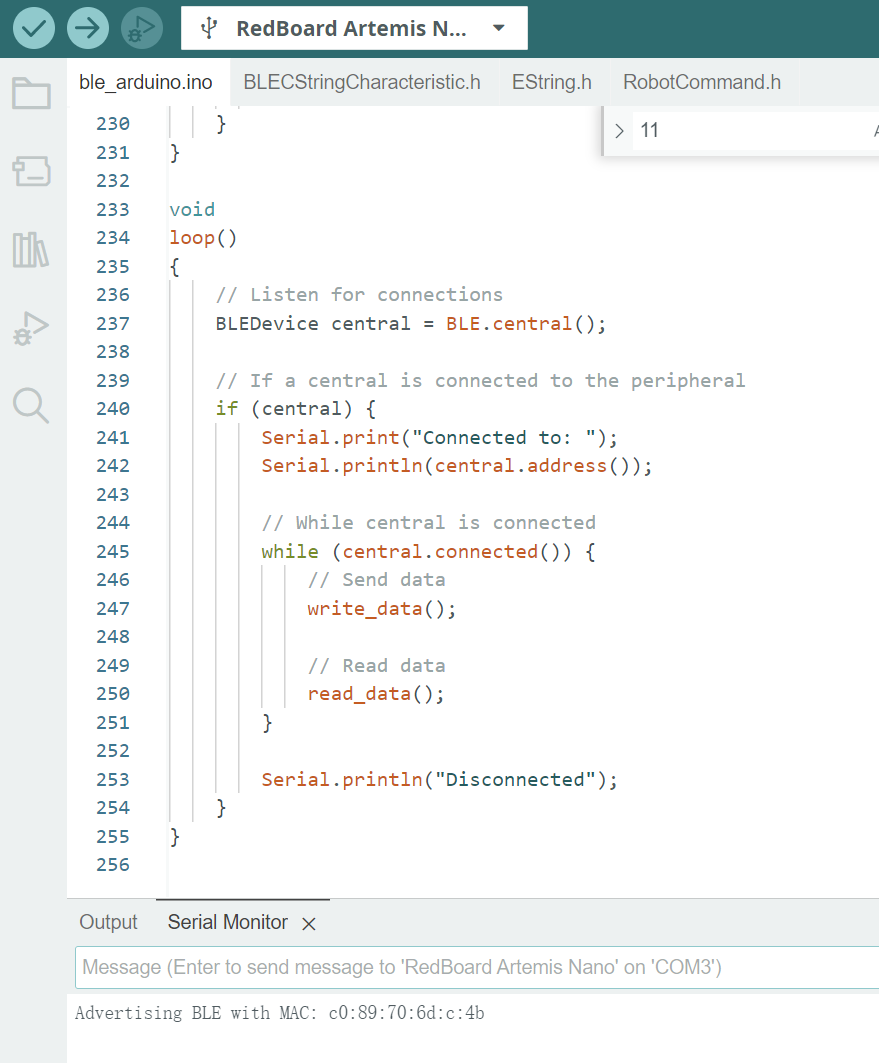 RedBoard Artemis N...
ble_arduino.ino BLECStringCharacteristic.h EString.h RobotCommand.h
11
230 }
231 }
232
233 void
234 loop()
235 {
236 // Listen for connections
237 BLEDevice central = BLE.central();
238
239 // If a central is connected to the peripheral
240 if (central) {
241 Serial.print("Connected to: ");
242 Serial.println(central.address());
243
244 // While central is connected
245 while (central.connected()) {
246 // Send data
247 write_data();
248
249 // Read data
250 read_data();
251 }
252
253 Serial.println("Disconnected");
254 }
255 }
256
Output Serial Monitor
Message (Enter to send message to 'RedBoard Artemis Nano' on 'COM3')
Advertising BLE with MAC: c0:89:70:6d:c:4b